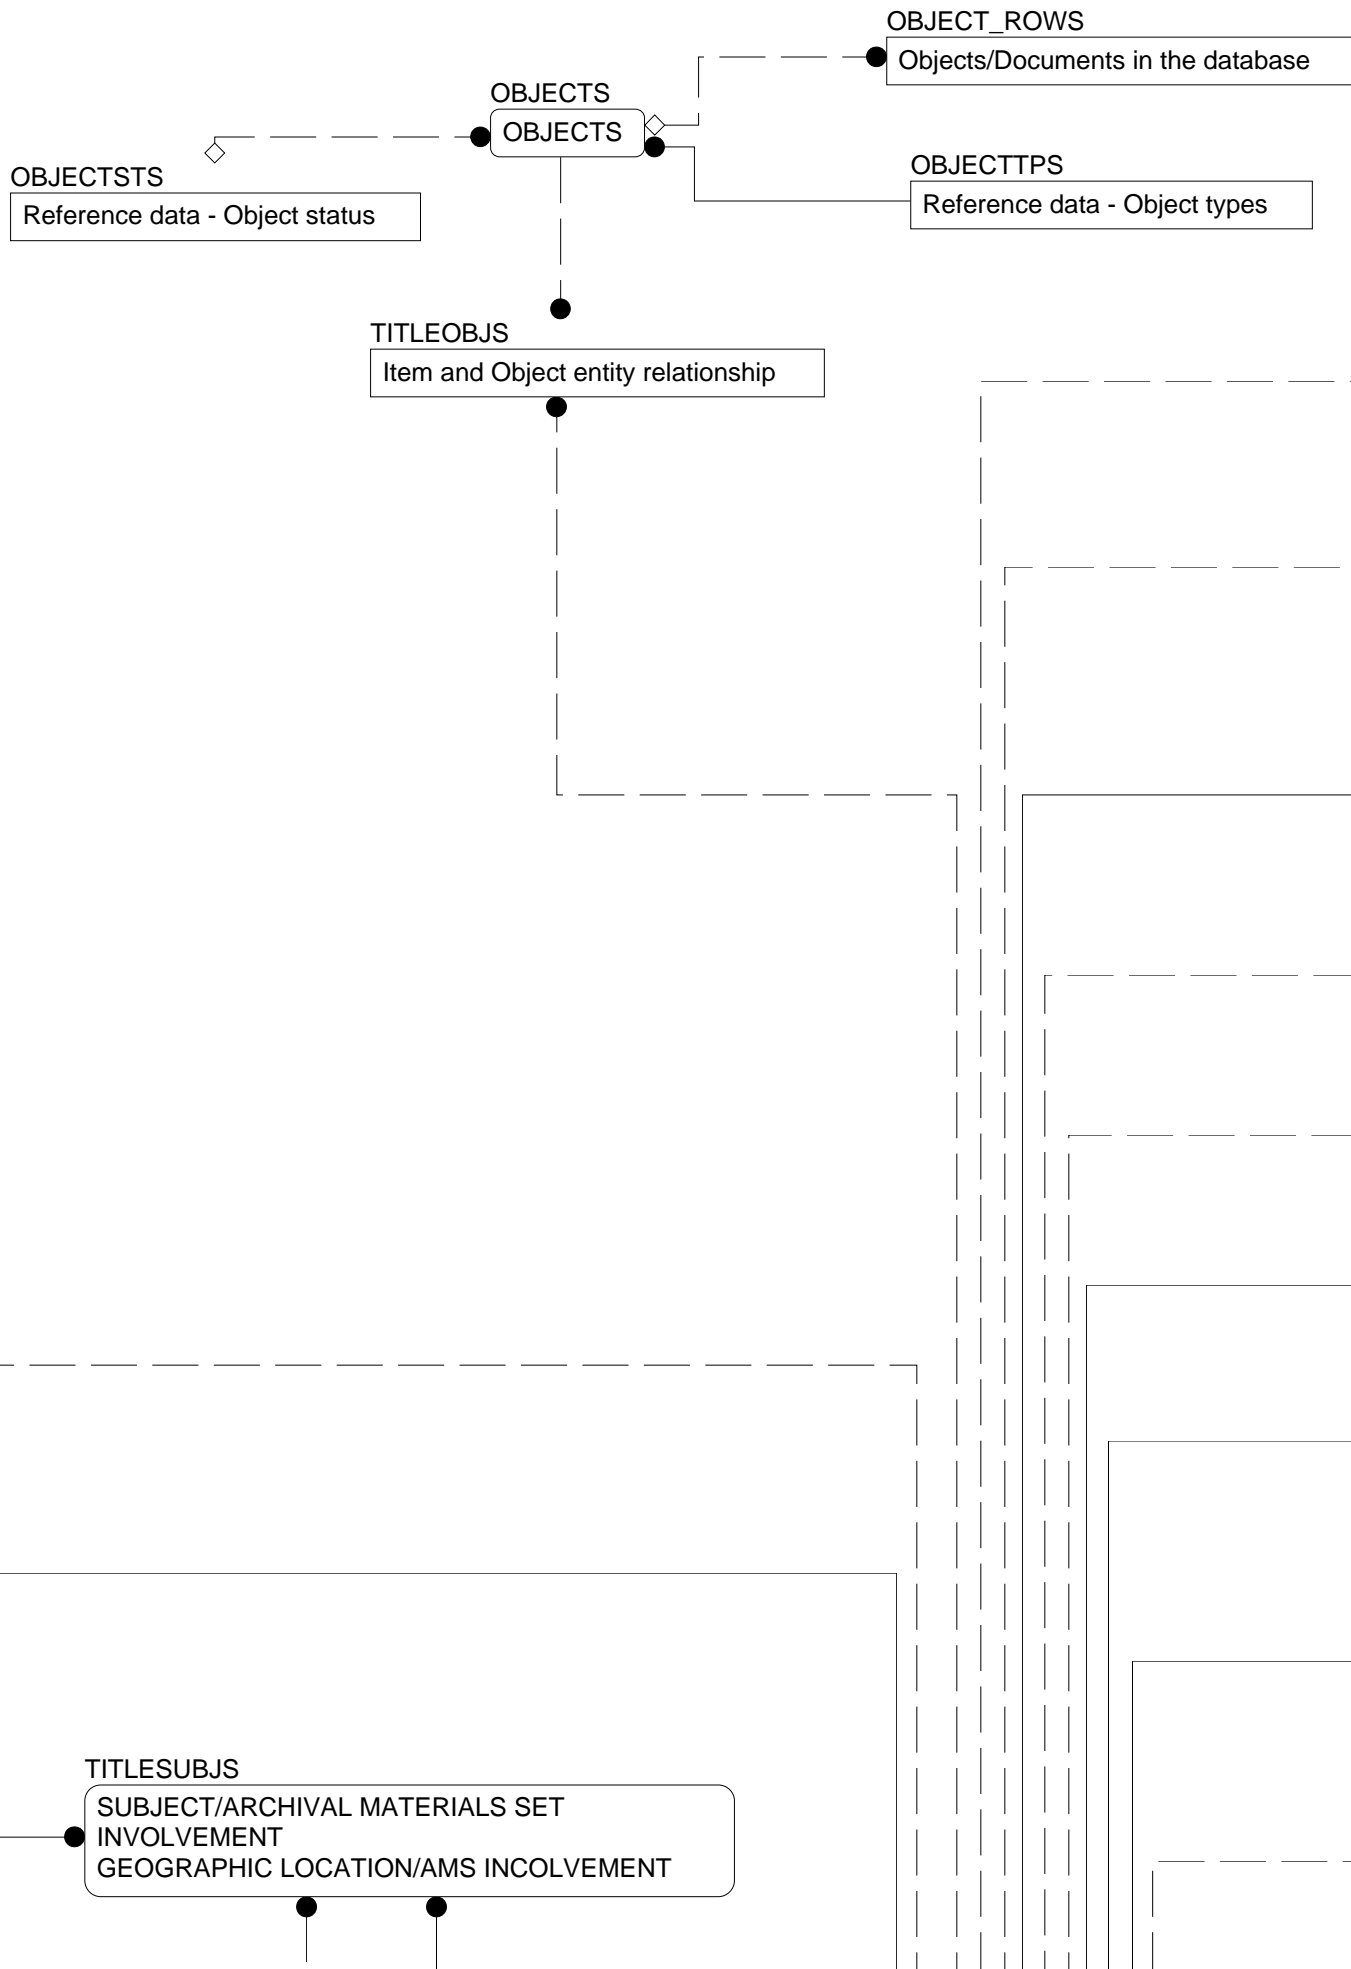 OBJECT_ROWS
Objects/Documents in the database
OBJECTS
OBJECTS
OBJECTTPS
Reference data - Object types
OBJECTSTS
Reference data - Object status
TITLEOBJS
Item and Object entity relationship
TITLESUBJS
SUBJECT/ARCHIVAL MATERIALS SET
INVOLVEMENT
GEOGRAPHIC LOCATION/AMS INCOLVEMENT